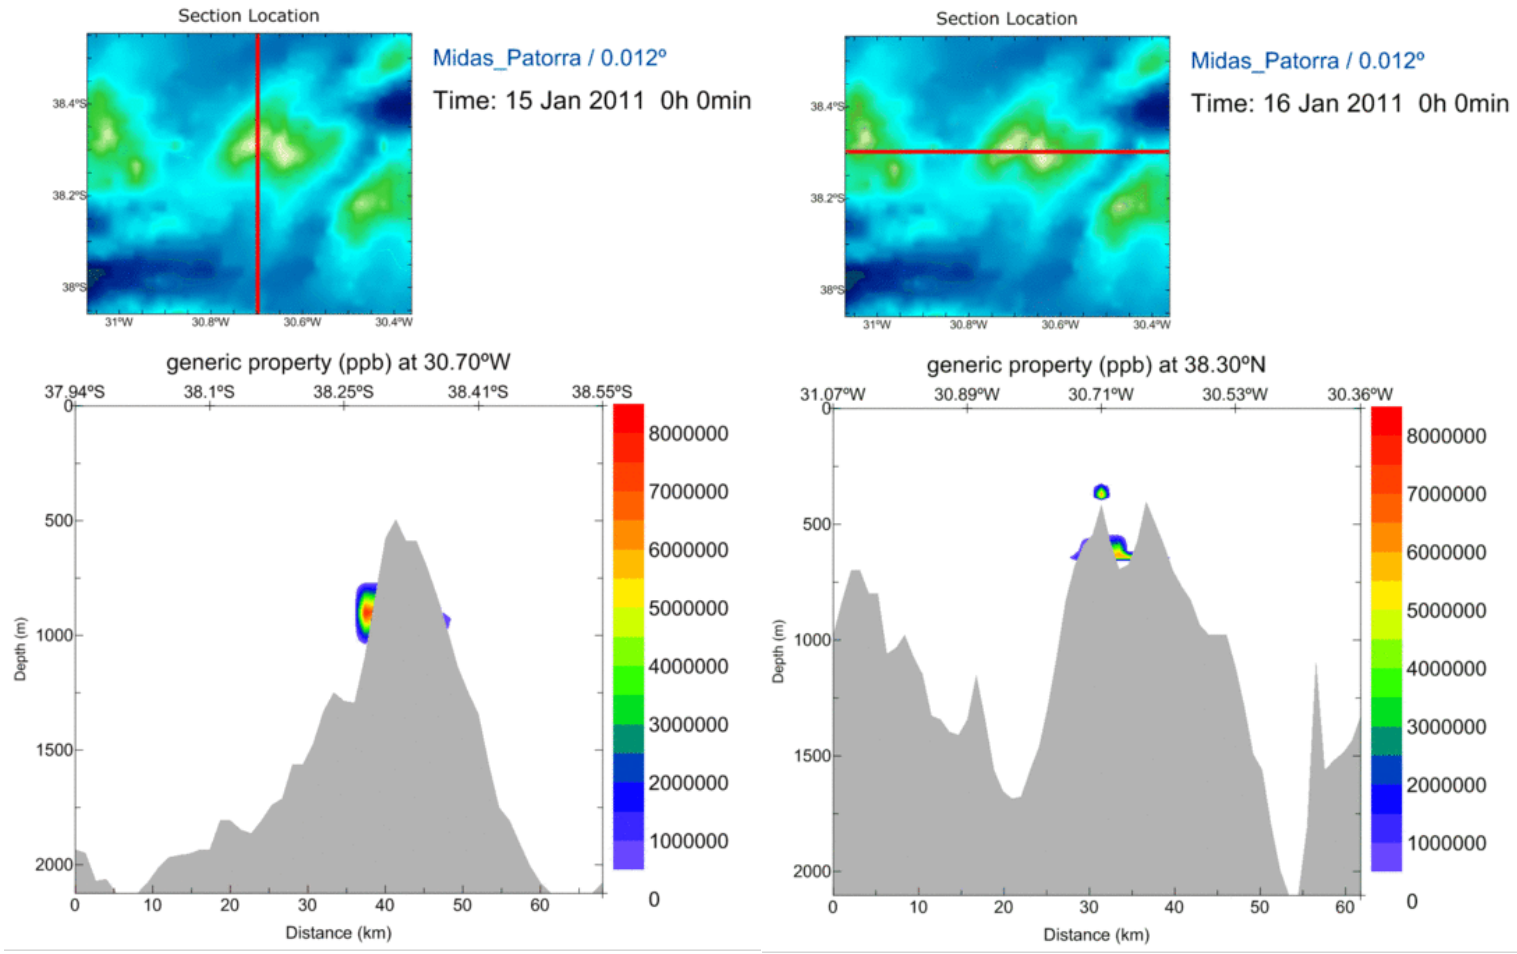 Section Location
Midas_Patorra / 0.012º
Time: 15 Jan 2011 0h 0min
38.4ºS
38.2ºS
38ºS
31ºW 30.8ºW 30.6ºW 30.4ºW
generic property (ppb) at 30.70ºW
37.94ºS 38.1ºS 38.25ºS 38.41ºS 38.55ºS
0
500
1000
1500
2000
Depth (m)
0 10 20 30 40 50 60
Distance (km)
8000000
7000000
6000000
5000000
4000000
3000000
2000000
1000000
0
Section Location
Midas_Patorra / 0.012º
Time: 16 Jan 2011 0h 0min
38.4ºS
38.2ºS
38ºS
31ºW 30.8ºW 30.6ºW 30.4ºW
generic property (ppb) at 38.30ºN
31.07ºW 30.89ºW 30.71ºW 30.53ºW 30.36ºW
0
500
1000
1500
2000
Depth (m)
0 10 20 30 40 50 60
Distance (km)
8000000
7000000
6000000
5000000
4000000
3000000
2000000
1000000
0